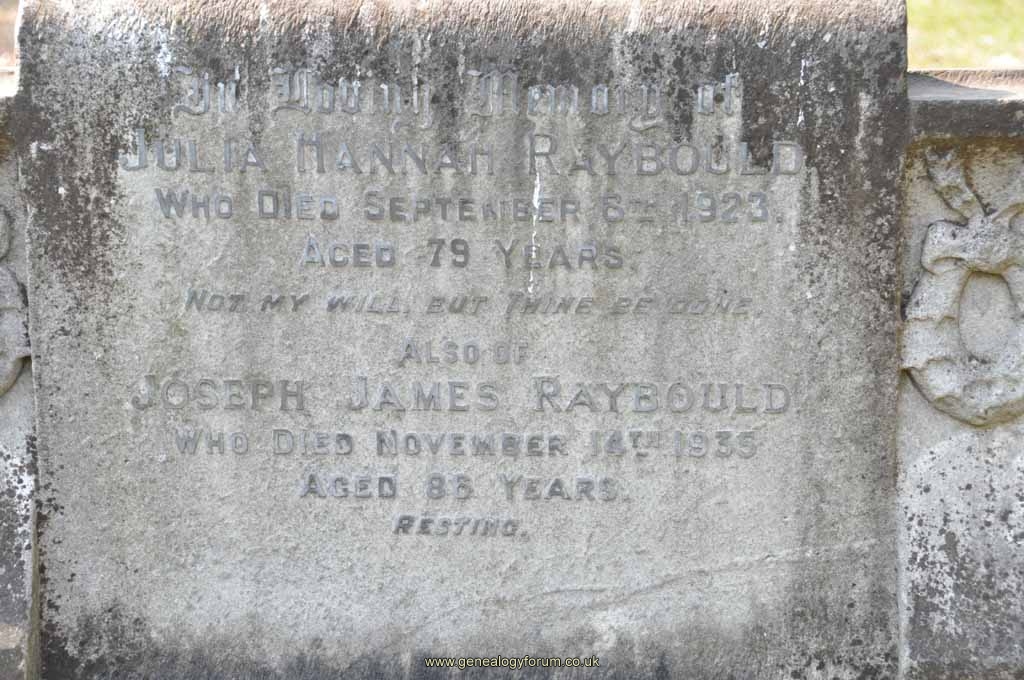 In Loving Memory of
JULIA HANNAH RAYBOULD
WHO DIED SEPTEMBER 6TH 1923.
AGED 79 YEARS.
NOT MY WILL, BUT THINE BE DONE.
ALSO OF
JOSEPH JAMES RAYBOULD
WHO DIED NOVEMBER 14TH 1935
AGED 86 YEARS.
RESTING.
www.genealogyforum.co.uk